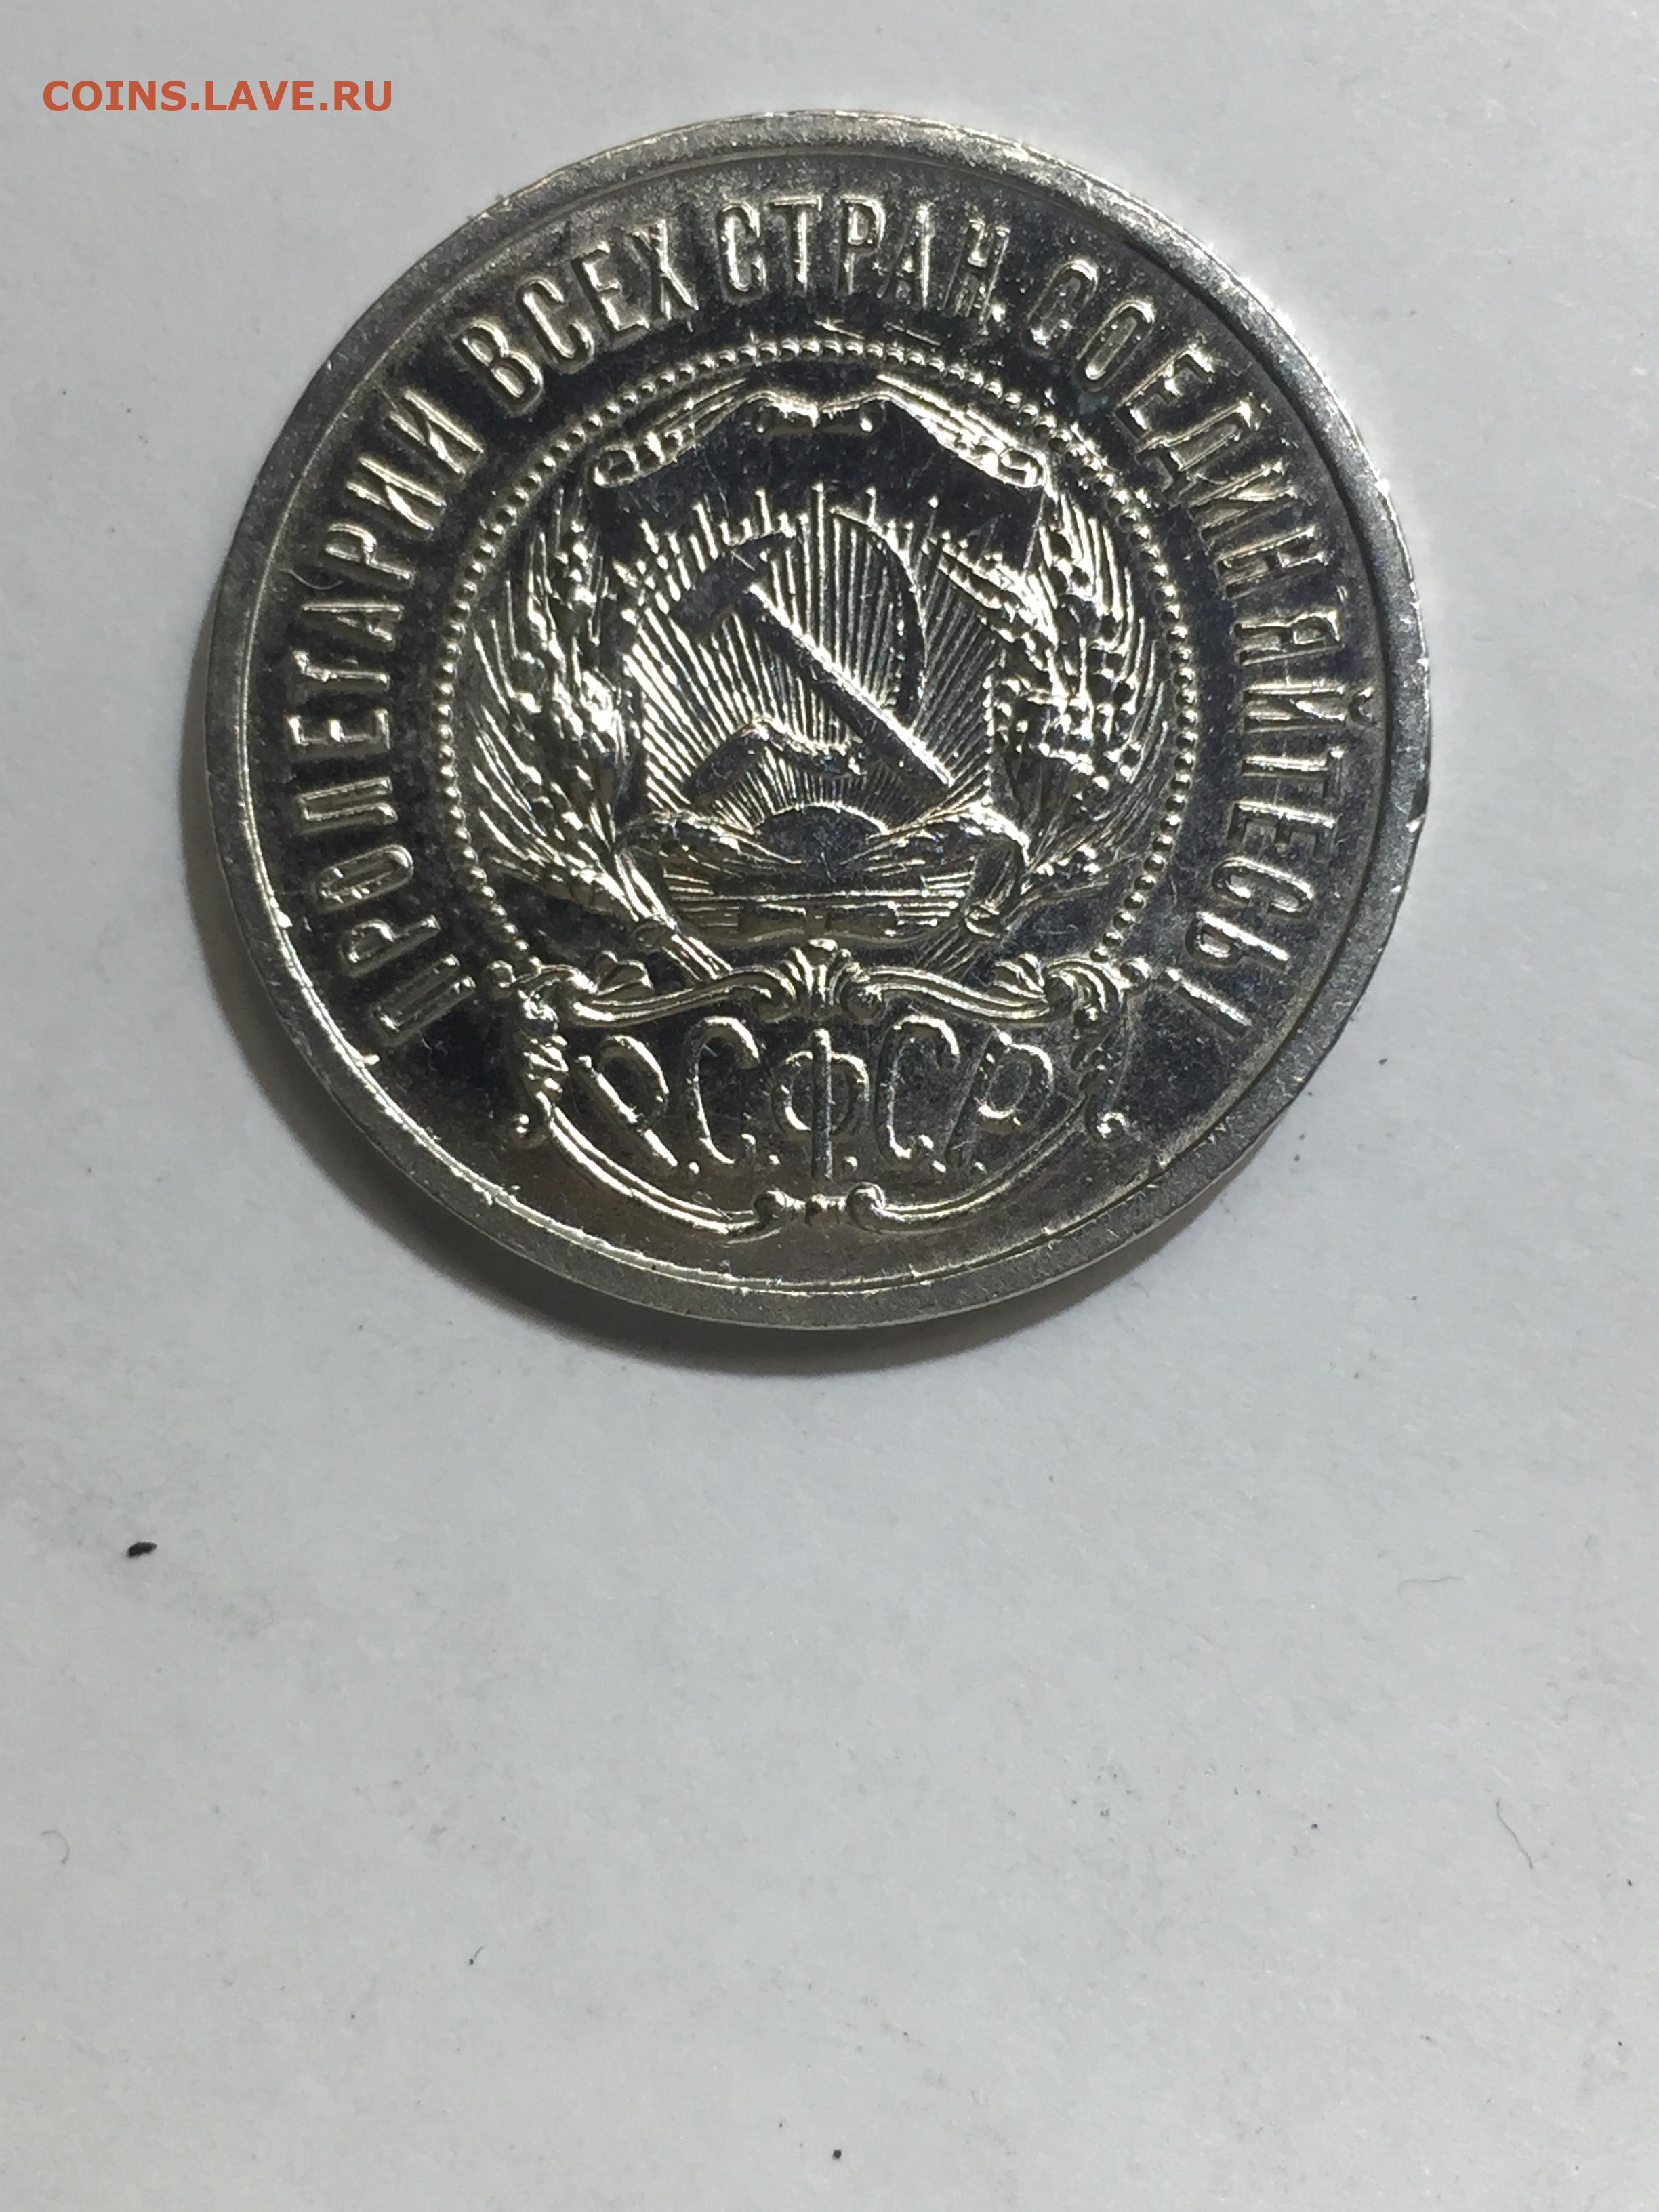 COINS.LAVE.RU
ПРОЛЕТАРИИ ВСЕХ СТРАН, СОЕДИНЯЙТЕСЬ!
Р.С.Ф.С.Р.